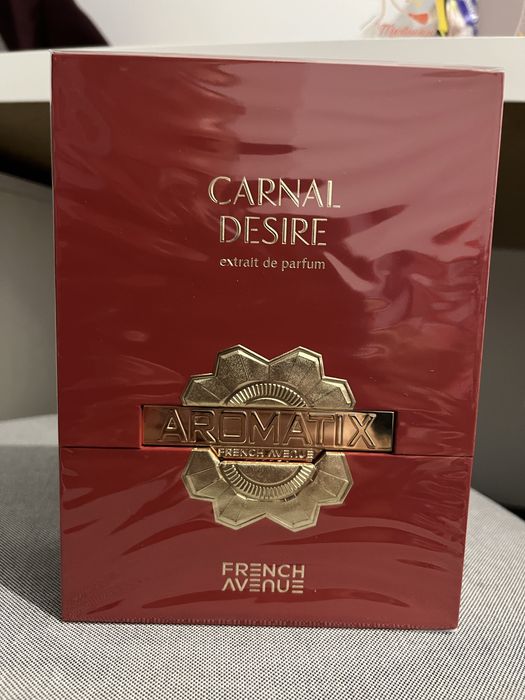 CARNAL
DESIRE
extrait de parfum
AROMATIX
FRENCH AVENUE
FRENCH
AVENUE